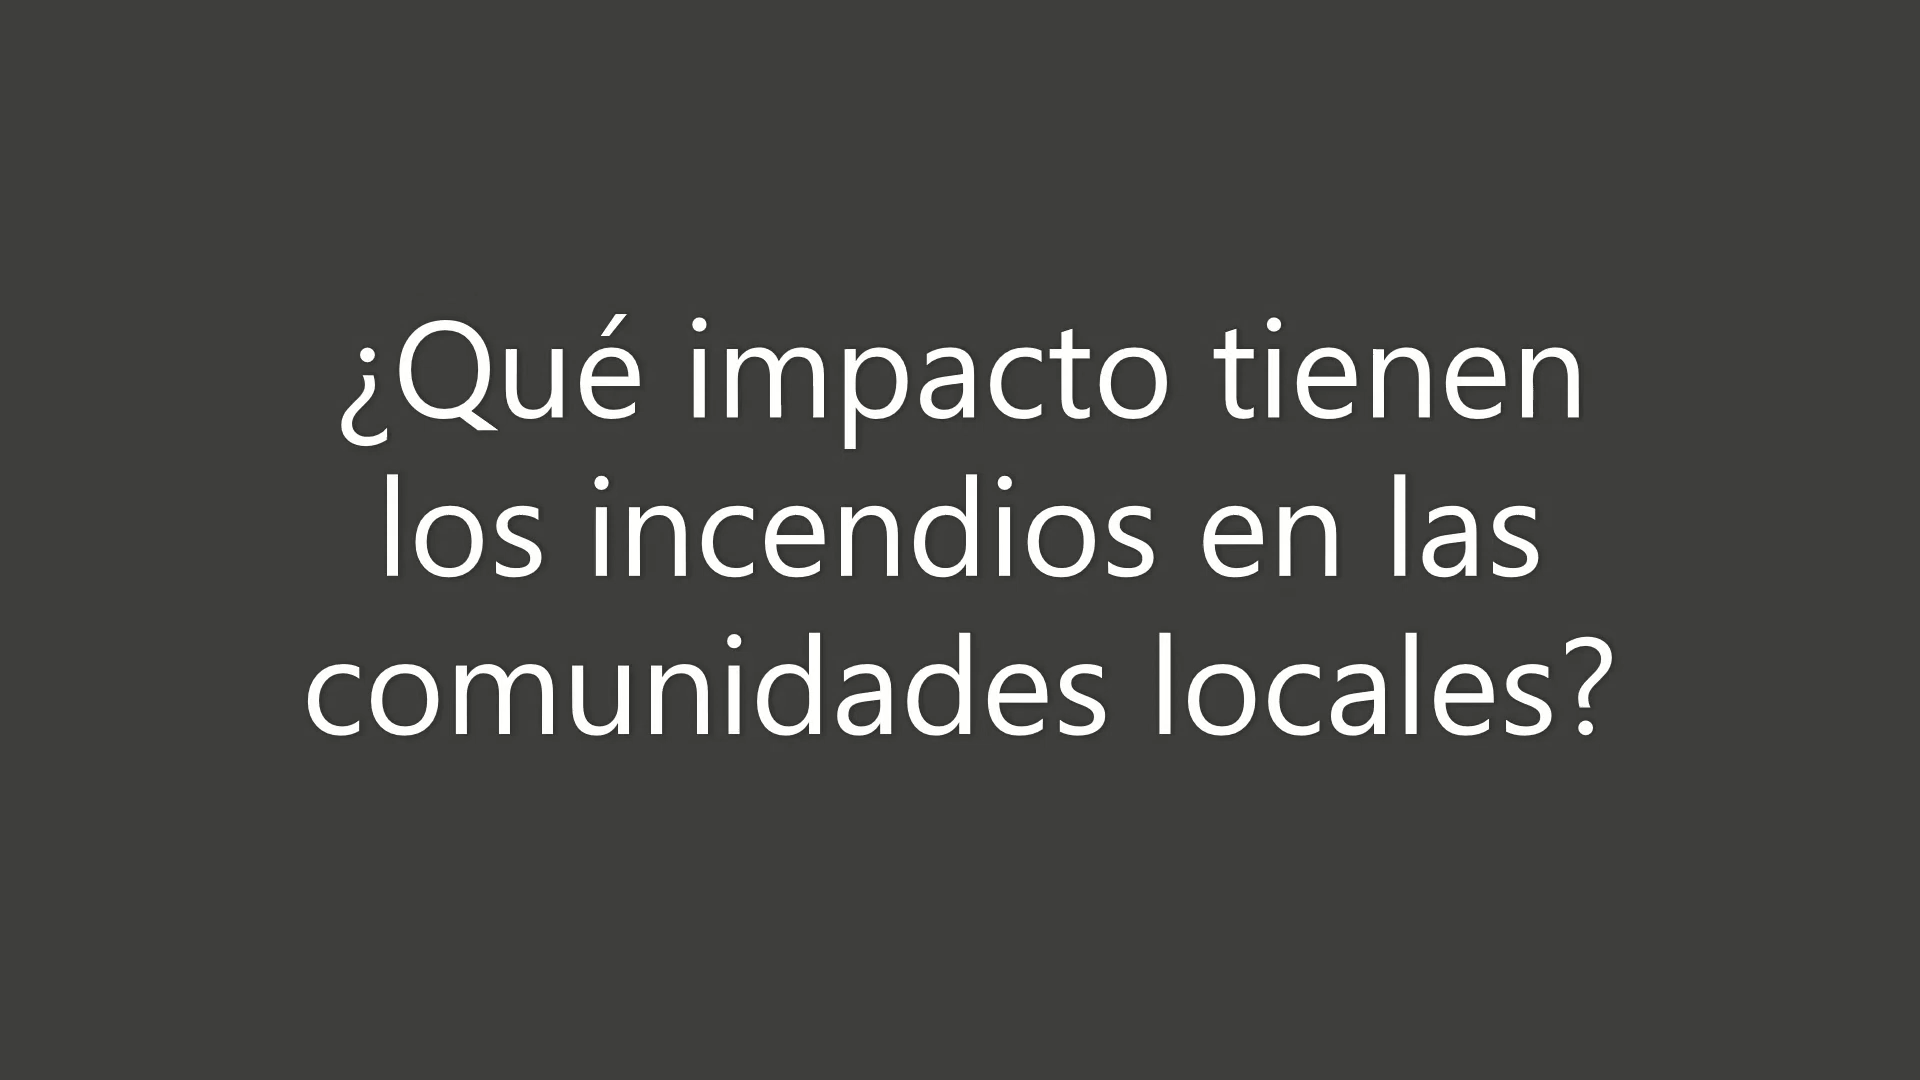 ¿Qué impacto tienen
los incendios en las
comunidades locales?